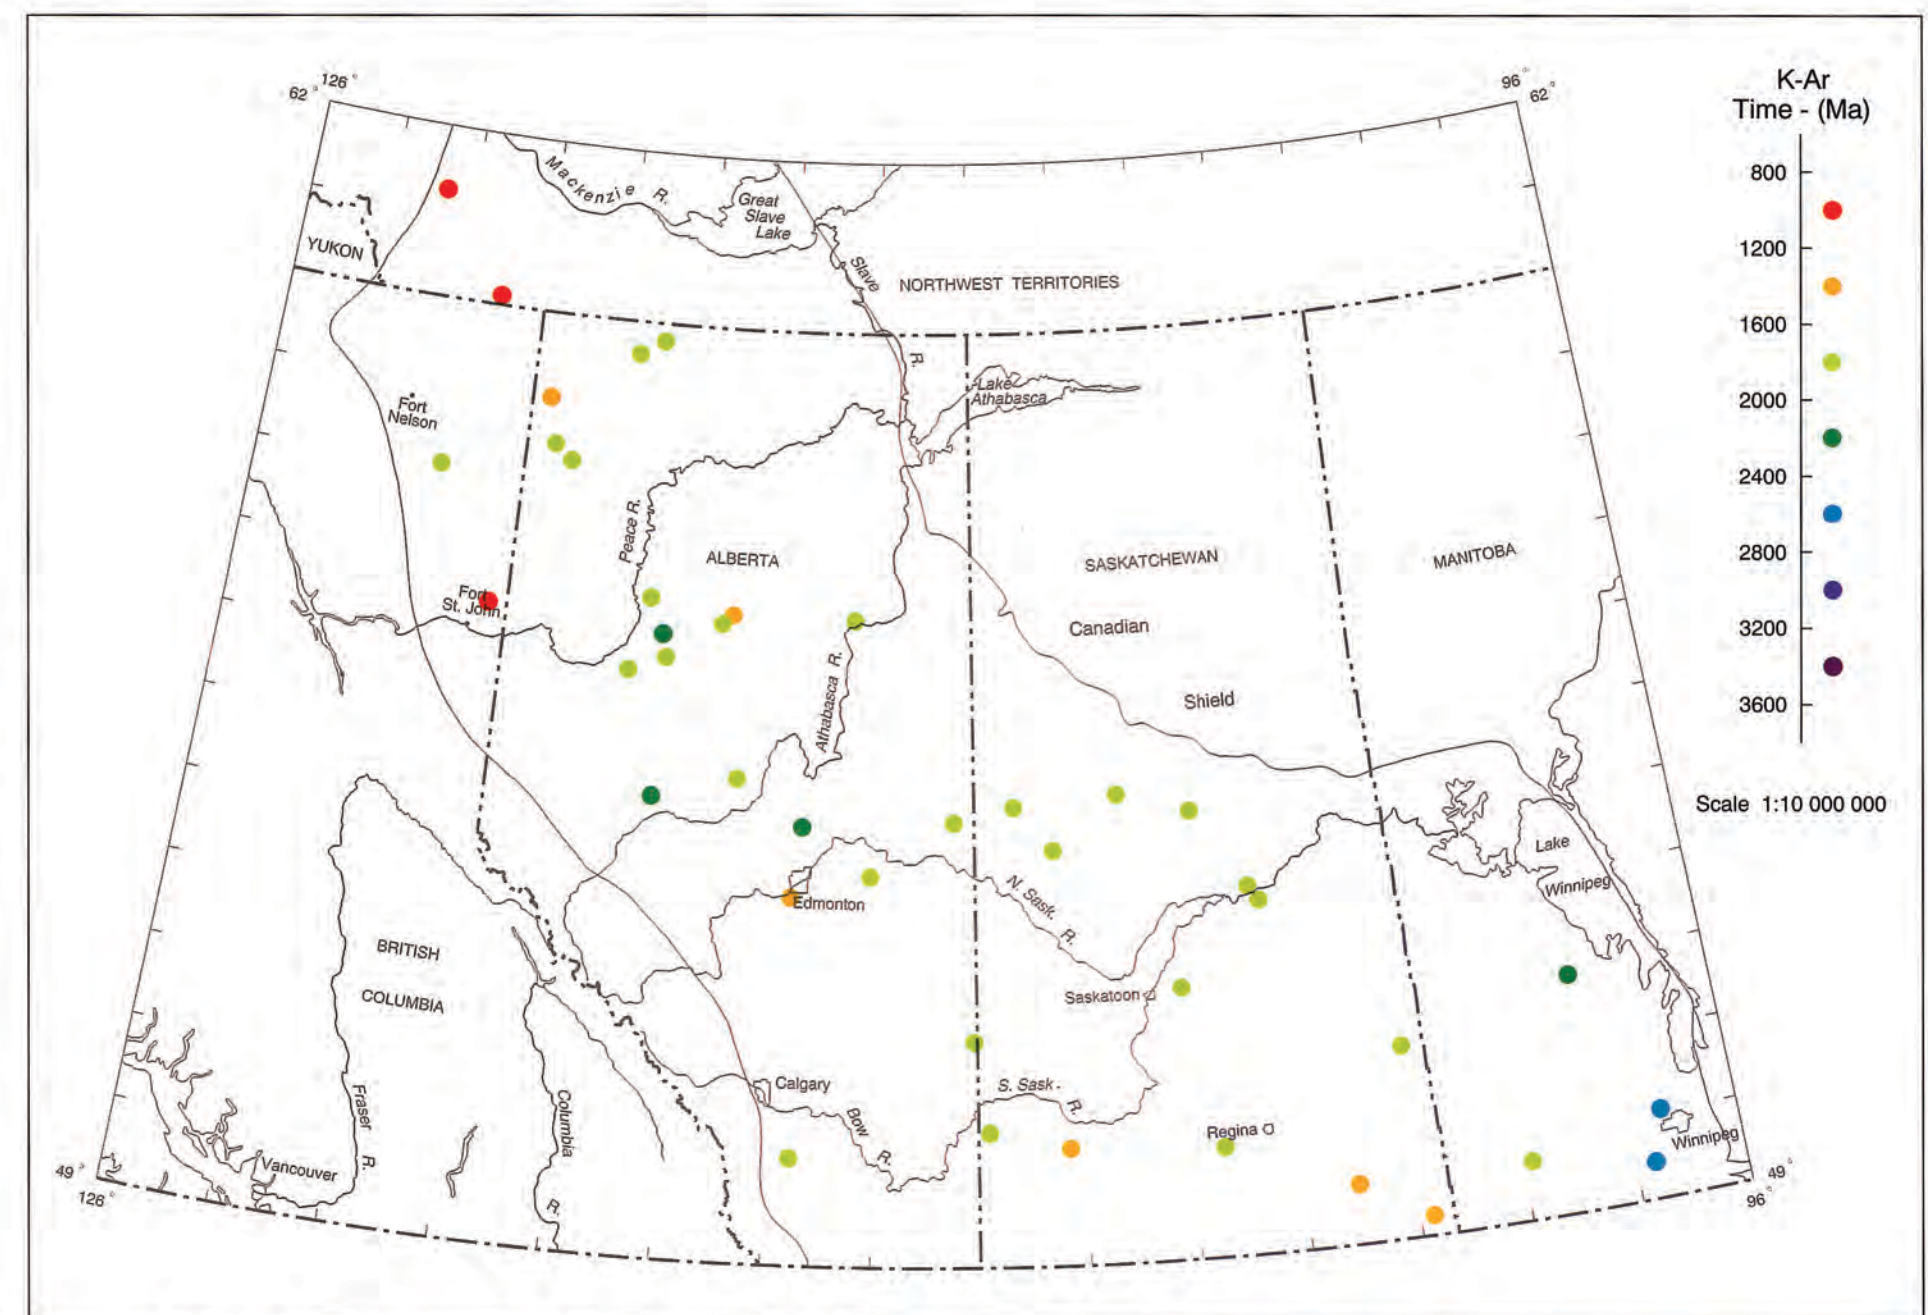 126°
62°
96°
62°
K-Ar
Time - (Ma)
800
1200
1600
2000
2400
2800
3200
3600
Scale 1:10 000 000
Mackenzie R.
Great
Slave
Lake
YUKON
Slave
R.
NORTHWEST TERRITORIES
Lake
Athabasca
Fort
Nelson
Peace R.
ALBERTA
SASKATCHEWAN
MANITOBA
Fort
St. John
Canadian
Shield
Athabasca R.
Lake
Winnipeg
N. Sask.
R.
Edmonton
BRITISH
COLUMBIA
Saskatoon
Calgary
S. Sask.
R.
Bow
R.
Regina
Winnipeg
Fraser
R.
Columbia
R.
Vancouver
49°
126°
49°
96°